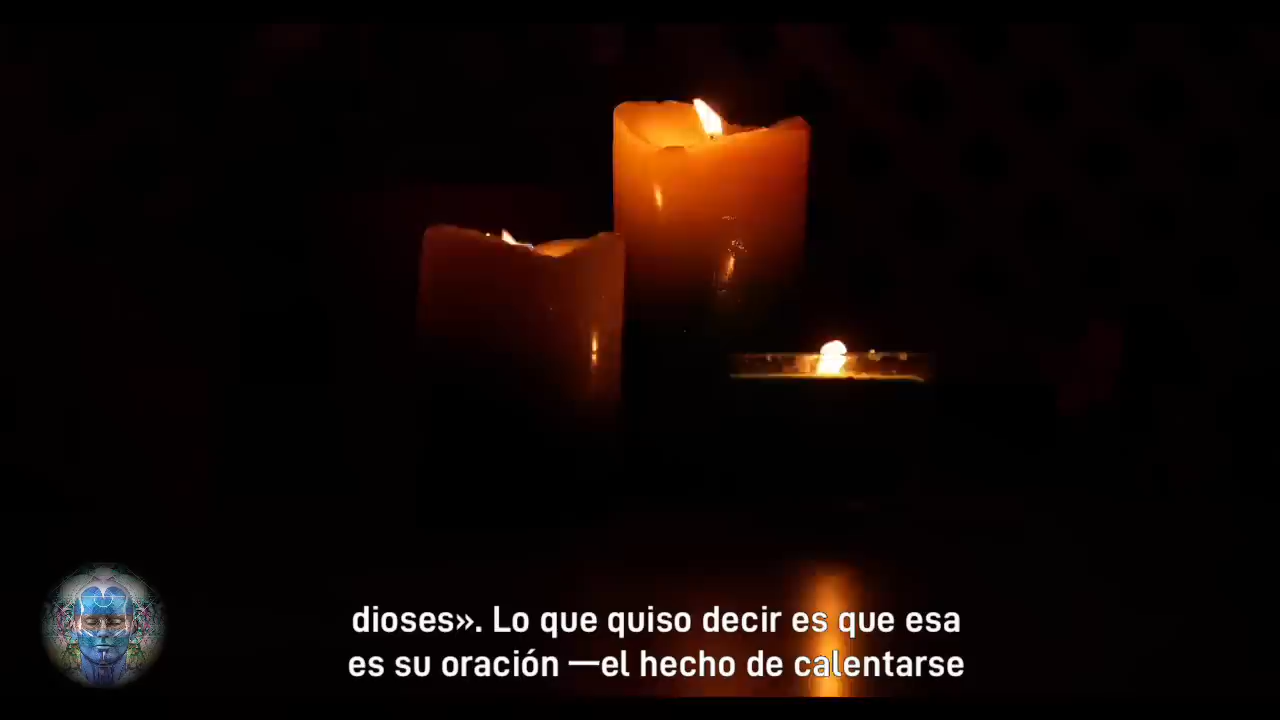 dioses». Lo que quiso decir es que esa
es su oración —el hecho de calentarse